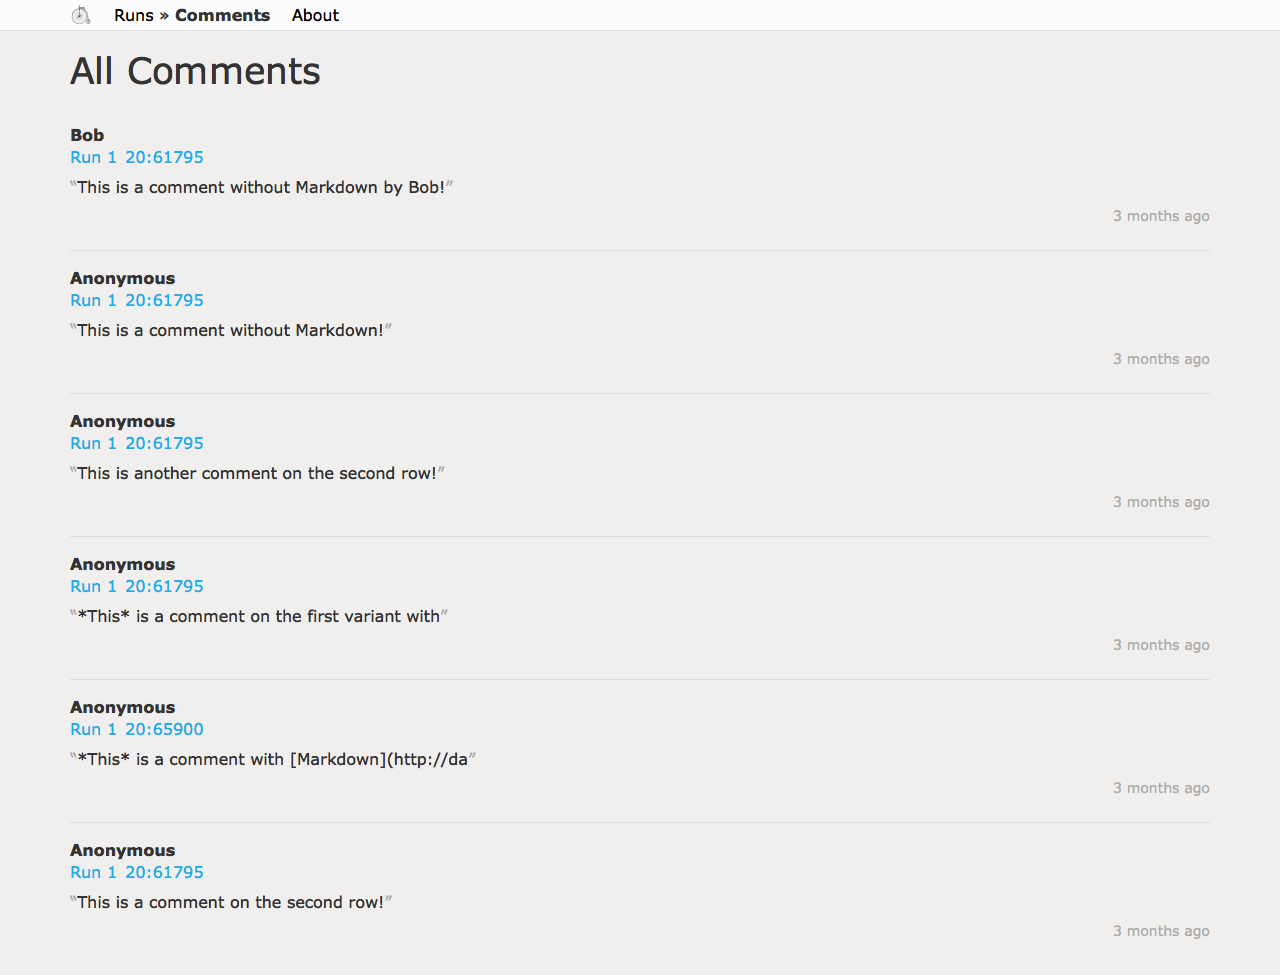 Runs » Comments About
All Comments
Bob
Run 1 20:61795
“This is a comment without Markdown by Bob!”
3 months ago
Anonymous
Run 1 20:61795
“This is a comment without Markdown!”
3 months ago
Anonymous
Run 1 20:61795
“This is another comment on the second row!”
3 months ago
Anonymous
Run 1 20:61795
“*This* is a comment on the first variant with”
3 months ago
Anonymous
Run 1 20:65900
“*This* is a comment with [Markdown](http://da”
3 months ago
Anonymous
Run 1 20:61795
“This is a comment on the second row!”
3 months ago